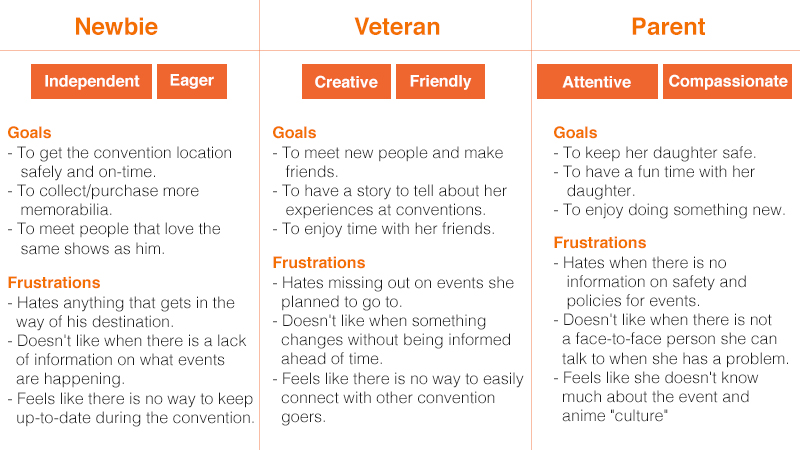 Newbie
Independent
Eager
Goals
- To get the convention location
safely and on-time.
- To collect/purchase more
memorabilia.
- To meet people that love the
same shows as him.
Frustrations
- Hates anything that gets in the
way of his destination.
- Doesn't like when there is a lack
of information on what events
are happening.
- Feels like there is no way to keep
up-to-date during the convention.
Veteran
Creative
Friendly
Goals
- To meet new people and make
friends.
- To have a story to tell about her
experiences at conventions.
- To enjoy time with her friends.
Frustrations
- Hates missing out on events she
planned to go to.
- Doesn't like when something
changes without being informed
ahead of time.
- Feels like there is no way to easily
connect with other convention
goers.
Parent
Attentive
Compassionate
Goals
- To keep her daughter safe.
- To have a fun time with her
daughter.
- To enjoy doing something new.
Frustrations
- Hates when there is no
information on safety and
policies for events.
- Doesn't like when there is not
a face-to-face person she can
talk to when she has a problem.
- Feels like she doesn't know
much about the event and
anime "culture"